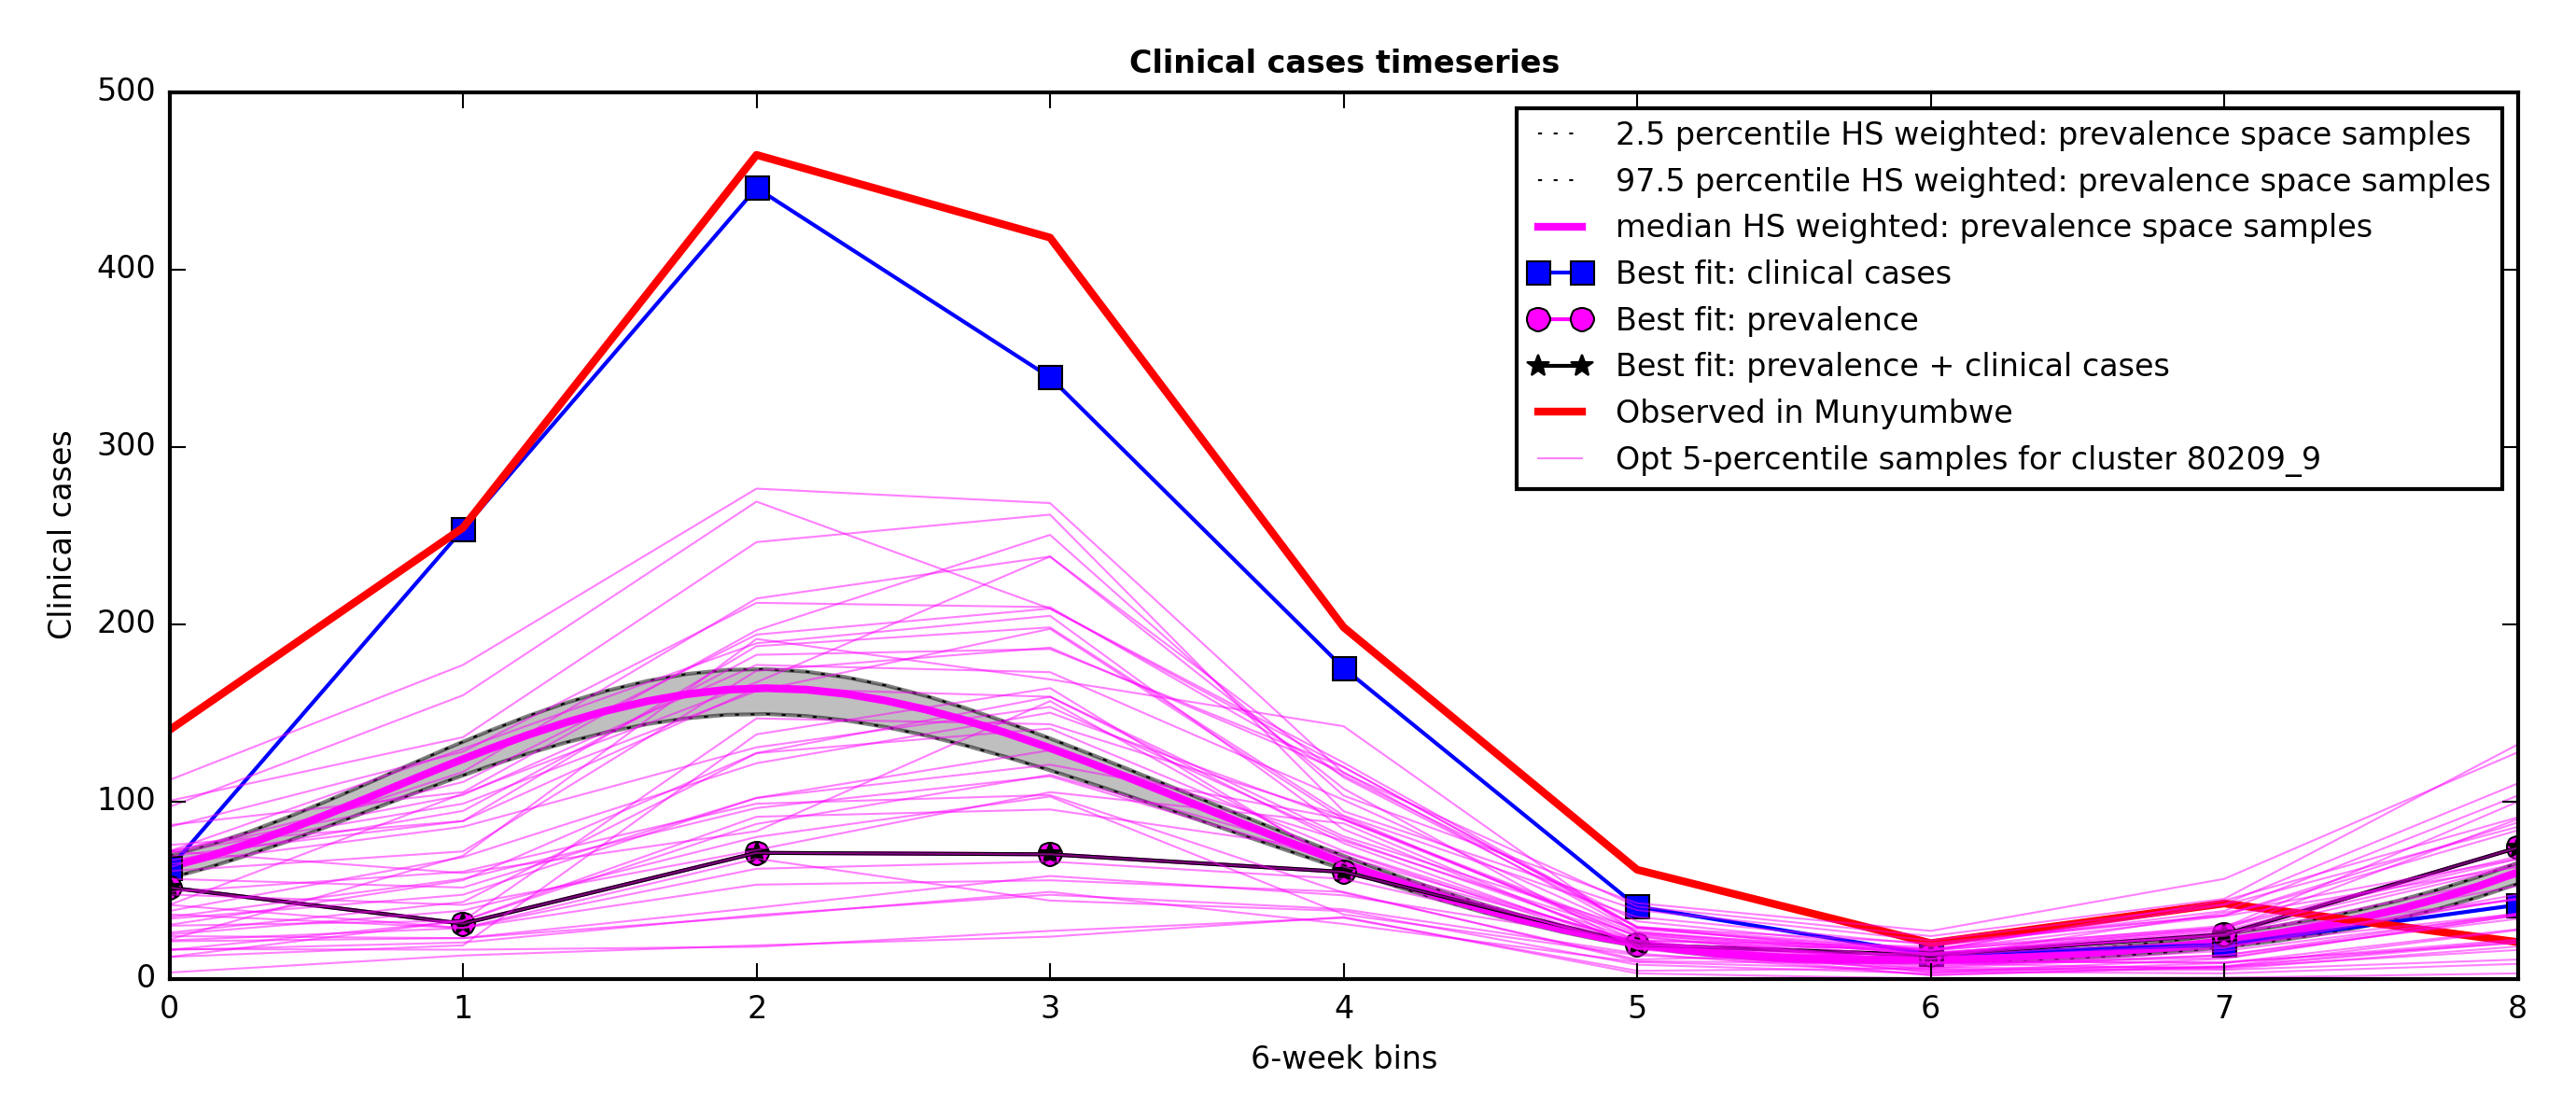 Clinical cases timeseries
500
400
300
200
100
0
Clinical cases
2.5 percentile HS weighted: prevalence space samples
97.5 percentile HS weighted: prevalence space samples
median HS weighted: prevalence space samples
Best fit: clinical cases
Best fit: prevalence
Best fit: prevalence + clinical cases
Observed in Munyumbwe
Opt 5-percentile samples for cluster 80209_9
0 1 2 3 4 5 6 7 8
6-week bins